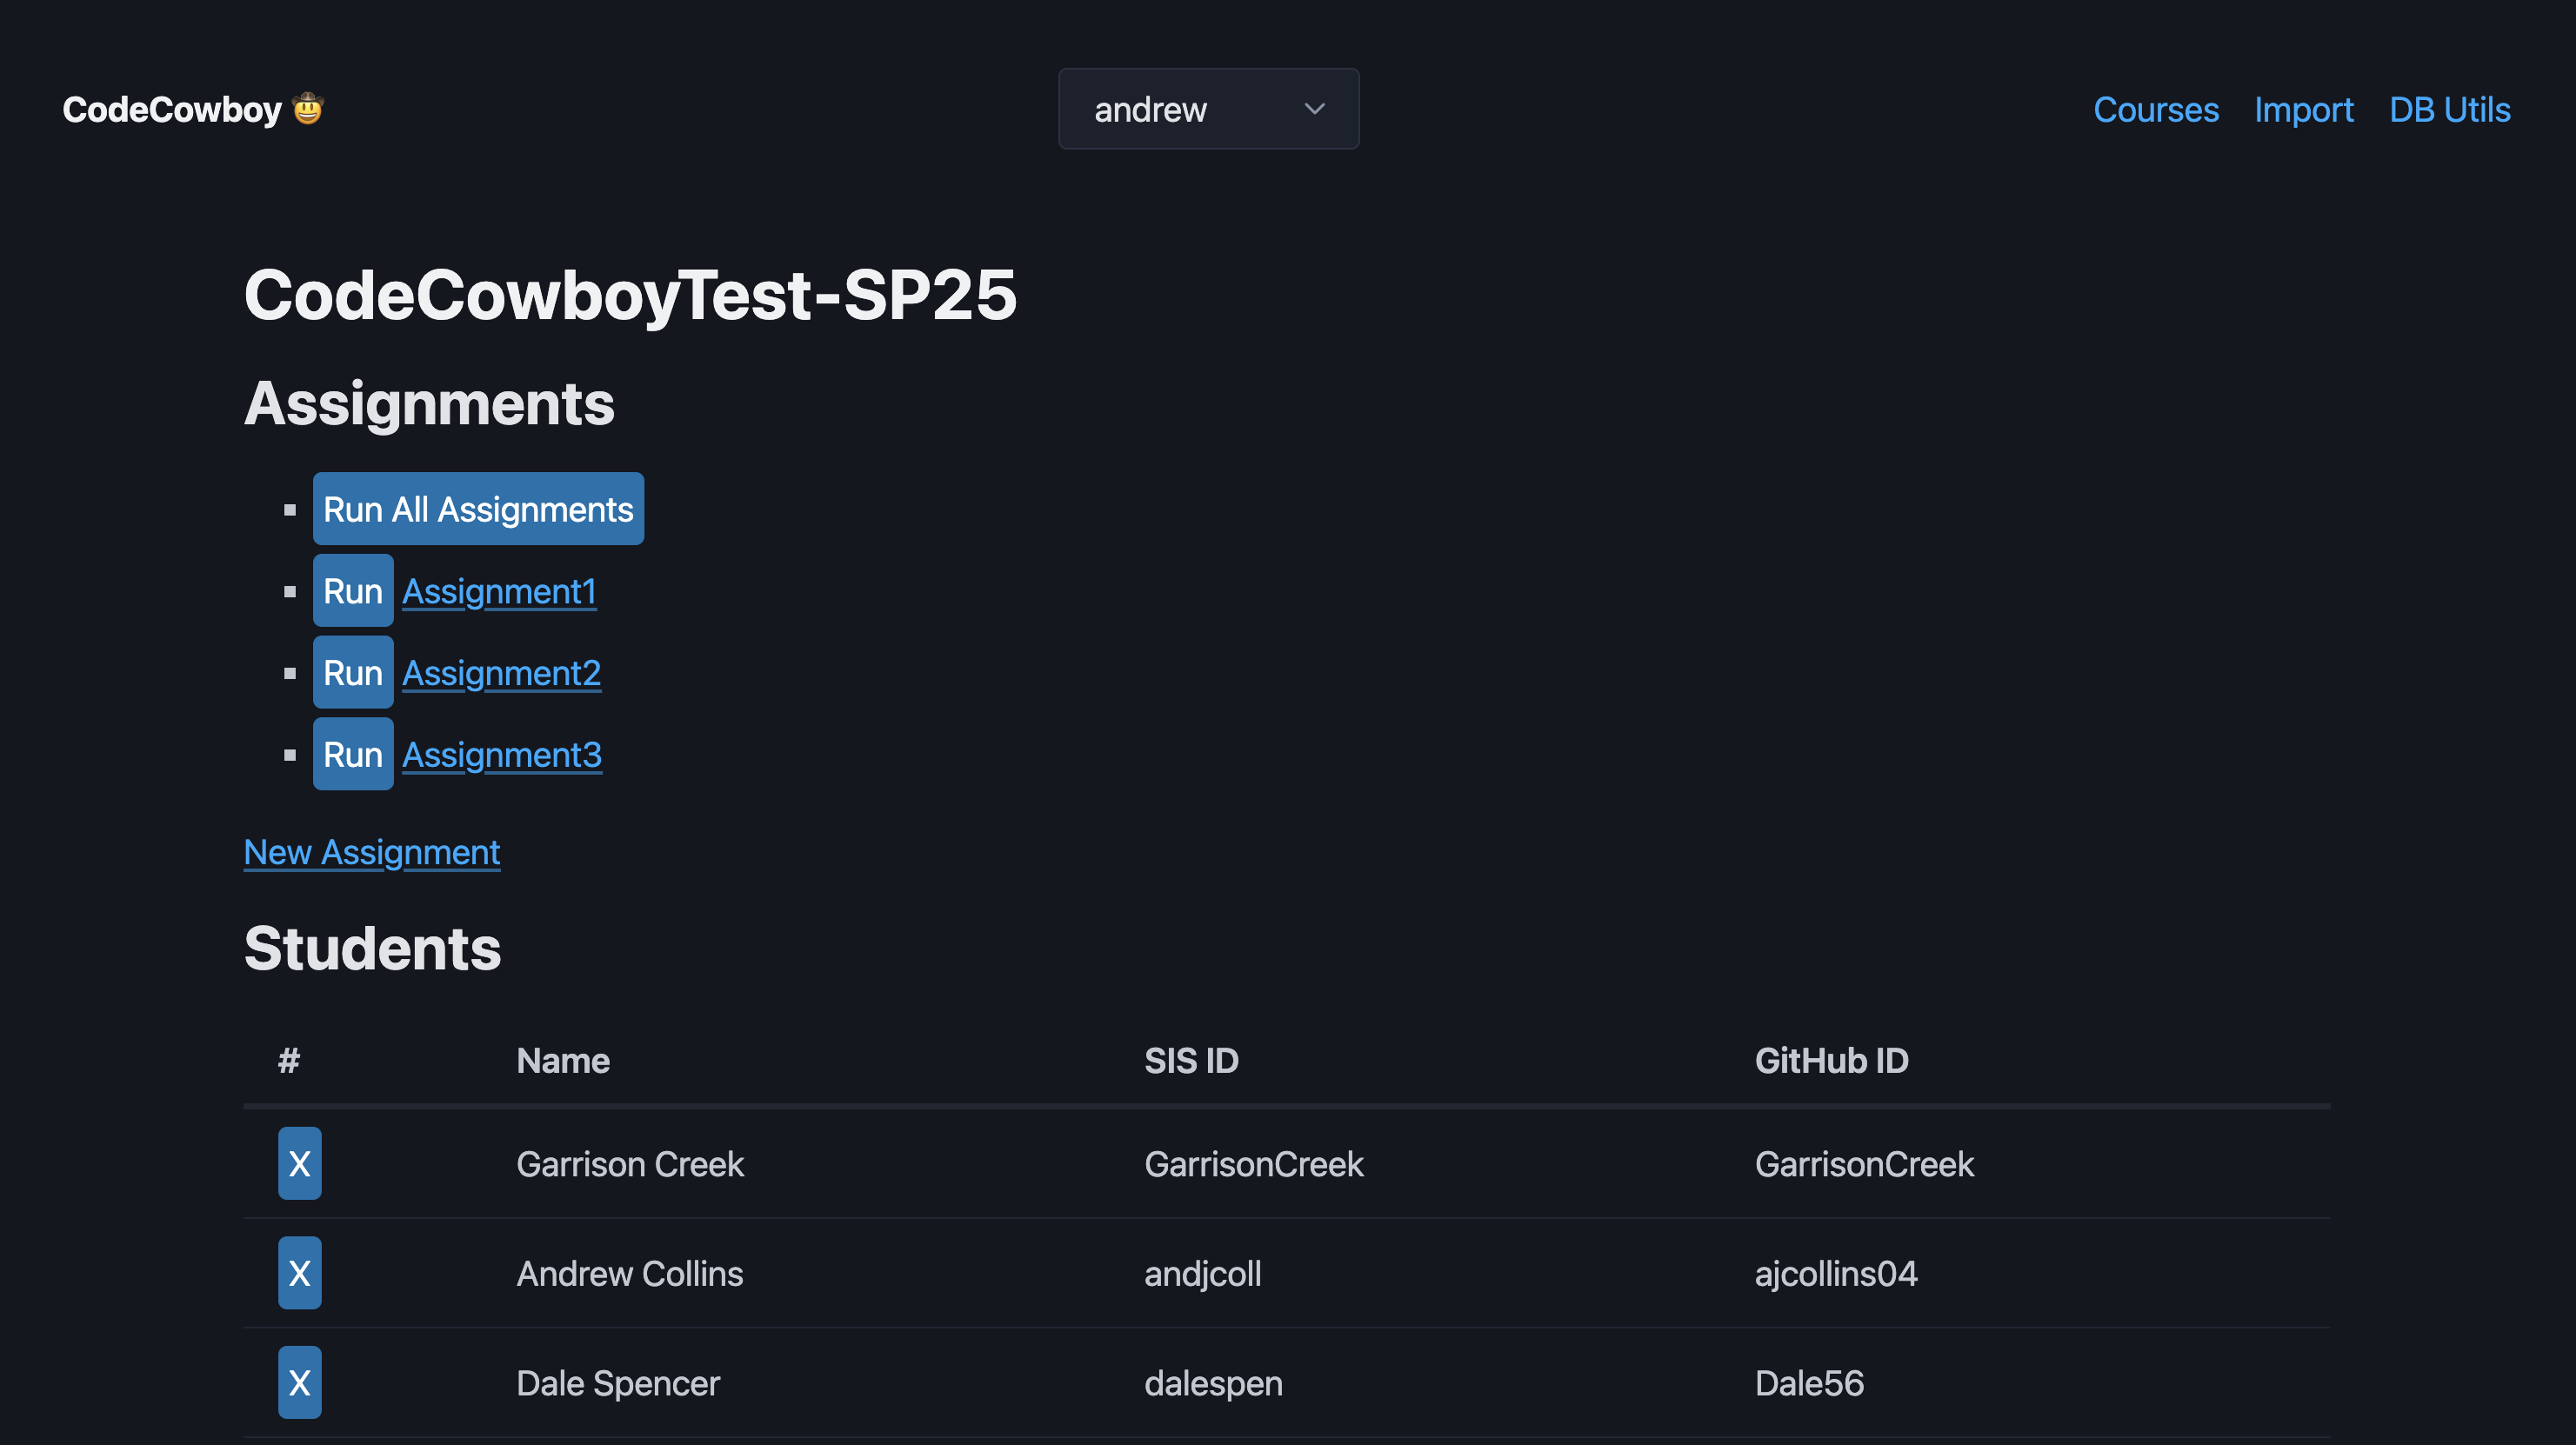 CodeCowboy 🤠 andrew Courses Import DB Utils
CodeCowboyTest-SP25
Assignments
Run All Assignments
Run Assignment1
Run Assignment2
Run Assignment3
New Assignment
Students
# Name SIS ID GitHub ID
X Garrison Creek GarrisonCreek GarrisonCreek
X Andrew Collins andjcoll ajcollins04
X Dale Spencer dalespen Dale56